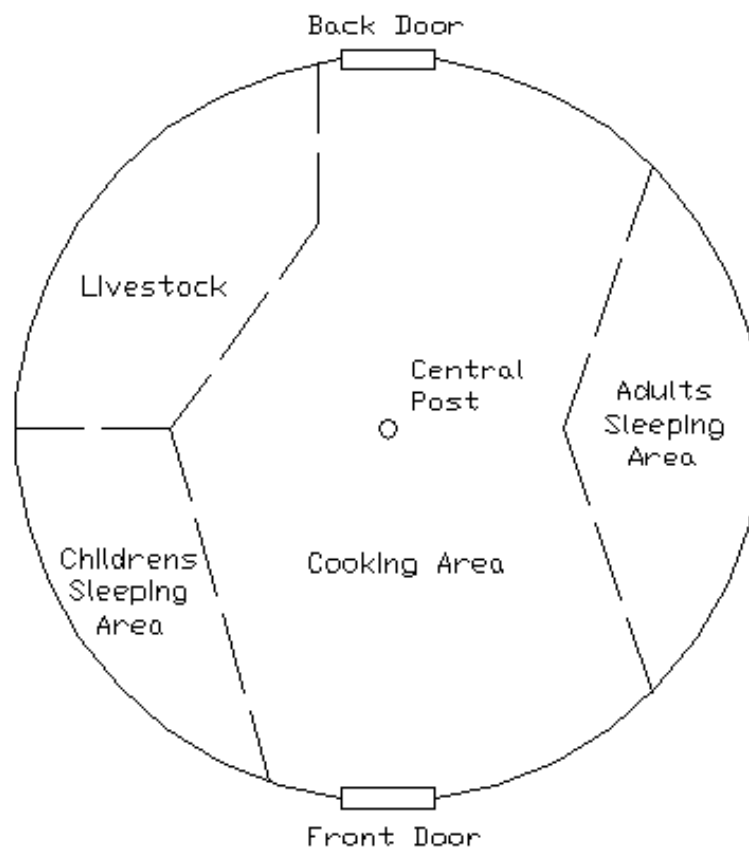 Back Door
Livestock
Central
Post
Adults
Sleeping
Area
Childrens
Sleeping
Area
Cooking Area
Front Door